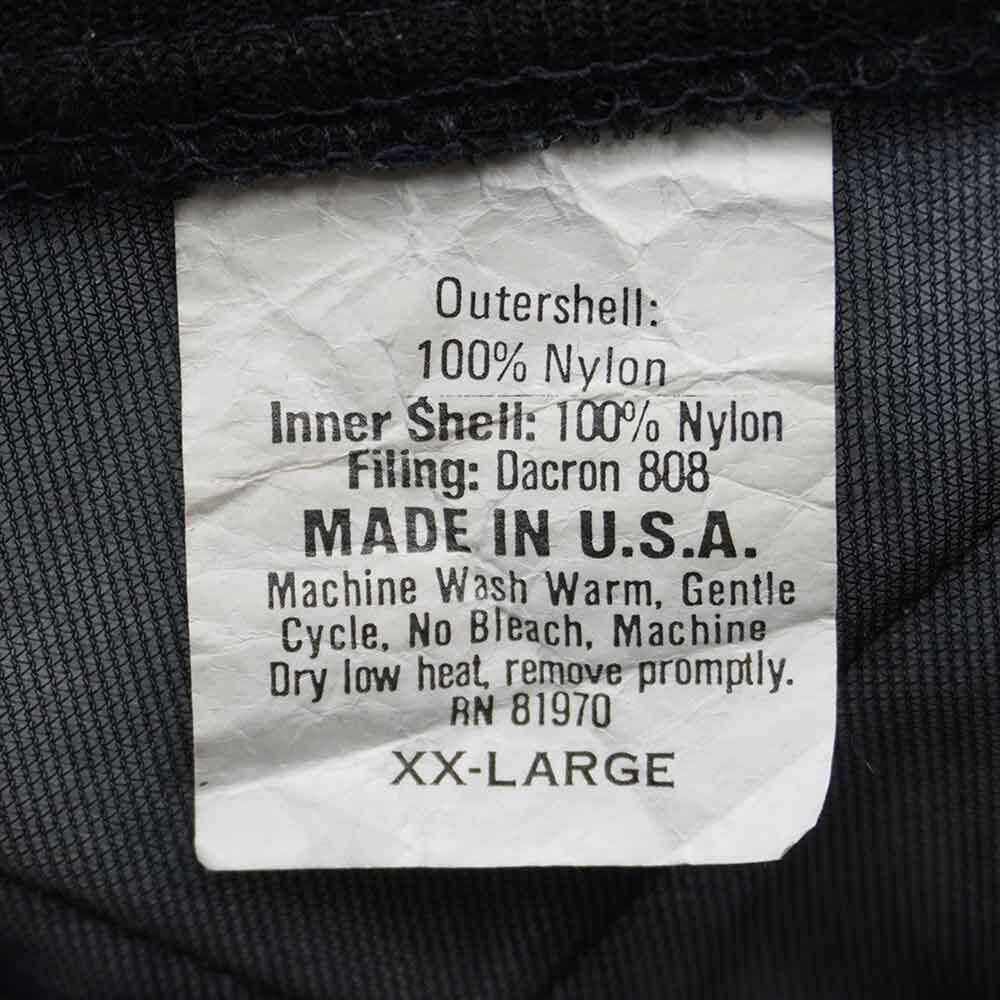 Outershell:
100% Nylon
Inner Shell: 100% Nylon
Filing: Dacron 808
MADE IN U.S.A.
Machine Wash Warm, Gentle
Cycle, No Bleach, Machine
Dry low heat, remove promptly.
RN 81970
XX-LARGE